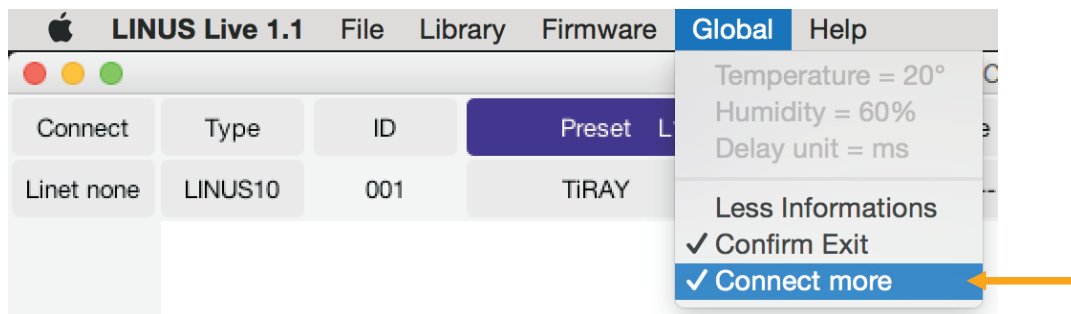 LINUS Live 1.1 File Library Firmware Global Help
Temperature = 20°
Humidity = 60%
Delay unit = ms
Connect Type ID Preset
Linet none LINUS10 001 TiRAY
Less Informations
✓ Confirm Exit
✓ Connect more